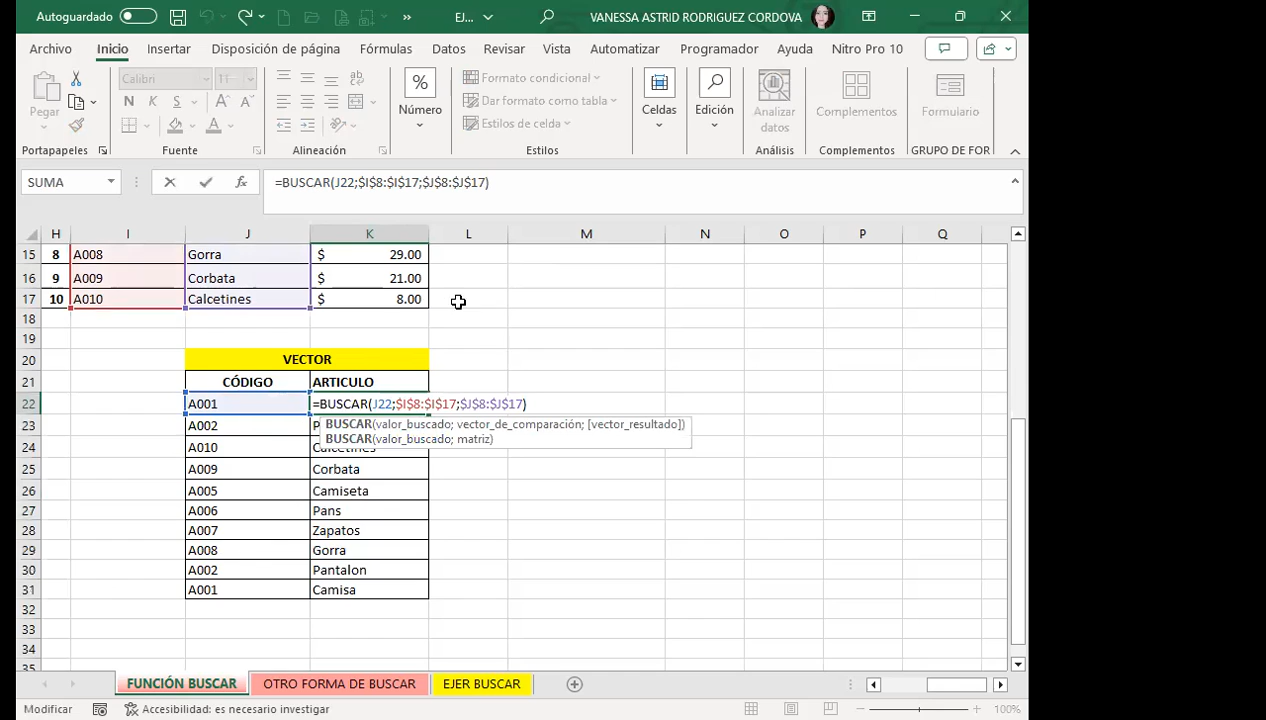 Autoguardado
EJ...
VANESSA ASTRID RODRIGUEZ CORDOVA
Archivo Inicio Insertar Disposición de página Fórmulas Datos Revisar Vista Automatizar Programador Ayuda Nitro Pro 10
Pegar
Calibri 11
N K S
%
Número
Formato condicional
Dar formato como tabla
Estilos de celda
Celdas
Edición
Analizar datos
Complementos
Formulario
Portapapeles Fuente Alineación Estilos Análisis Complementos GRUPO DE FOR
SUMA
fx
=BUSCAR(J22;$I$8:$I$17;$J$8:$J$17)
H I J K L M N O P Q
15 8 A008 Gorra $ 29.00
16 9 A009 Corbata $ 21.00
17 10 A010 Calcetines $ 8.00
18
19
20 VECTOR
21 CÓDIGO ARTICULO
22 A001 =BUSCAR(J22;$I$8:$I$17;$J$8:$J$17)
BUSCAR(valor_buscado; vector_de_comparación; [vector_resultado])
BUSCAR(valor_buscado; matriz)
23 A002
24 A010 Calcetines
25 A009 Corbata
26 A005 Camiseta
27 A006 Pans
28 A007 Zapatos
29 A008 Gorra
30 A002 Pantalon
31 A001 Camisa
32
33
34
35
FUNCIÓN BUSCAR OTRO FORMA DE BUSCAR EJER BUSCAR
Modificar Accesibilidad: es necesario investigar 100%